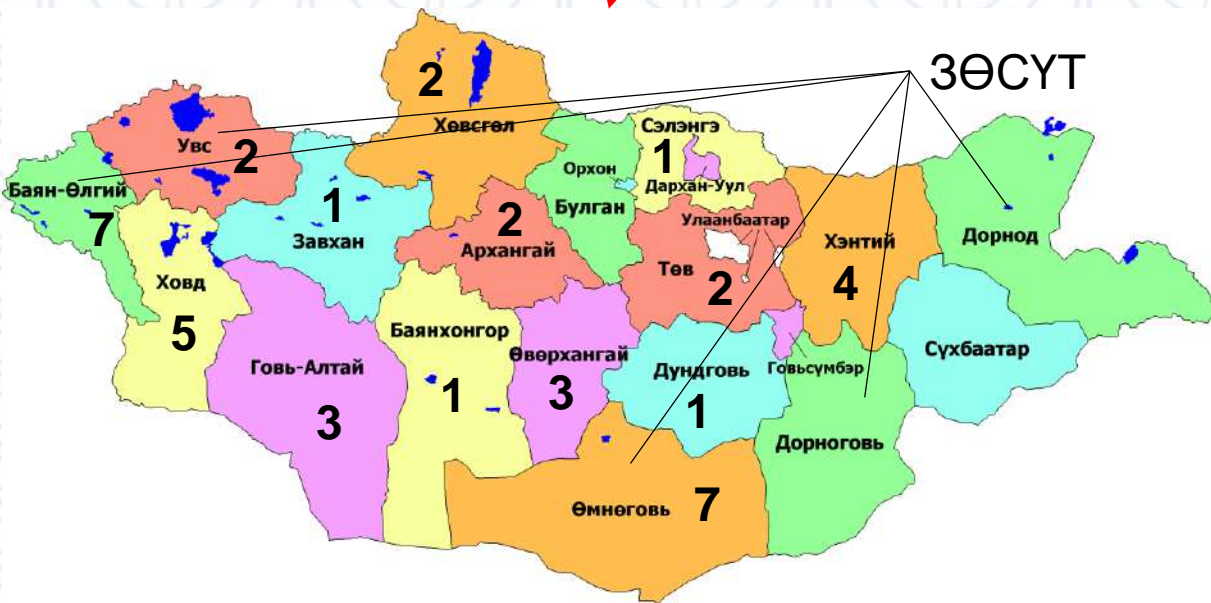 ЗӨСҮТ
2
Хөвсгөл
Увс
2
Баян-Өлгий
7
1
Завхан
Ховд
5
2
Архангай
Орхон
Булган
Сэлэнгэ
1
Дархан-Уул
Улаанбаатар
Төв
2
Хэнтий
4
Дорнод
Сүхбаатар
Говь-Алтай
3
Баянхонгор
1
Өвөрхангай
3
Дундговь
1
Говьсүмбэр
Дорноговь
Өмнөговь
7